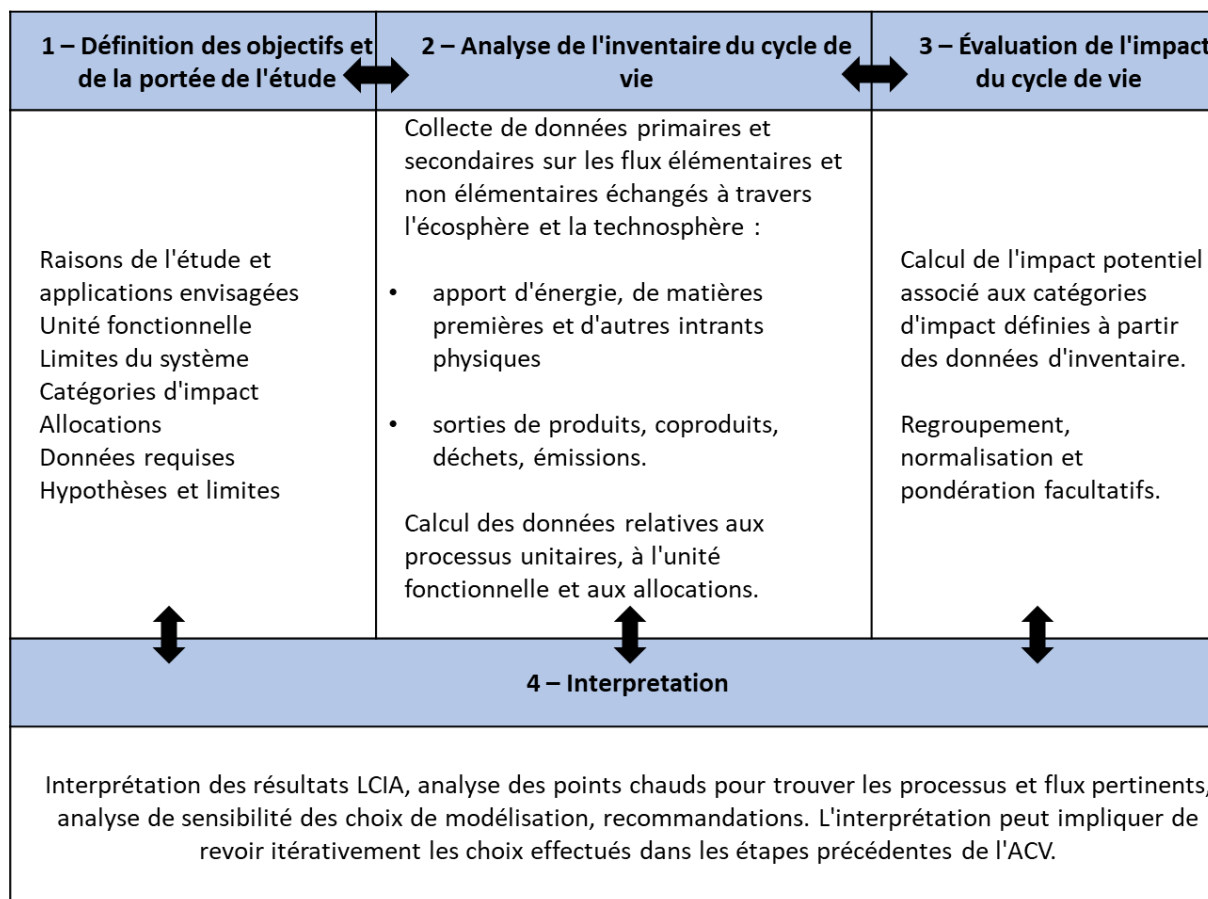 1 – Définition des objectifs et
de la portée de l'étude
2 – Analyse de l'inventaire du cycle de
vie
3 – Évaluation de l'impact
du cycle de vie
Raisons de l'étude et
applications envisagées
Unité fonctionnelle
Limites du système
Catégories d'impact
Allocations
Données requises
Hypothèses et limites
Collecte de données primaires et
secondaires sur les flux élémentaires et
non élémentaires échangés à travers
l'écosphère et la technosphère :
• apport d'énergie, de matières
premières et d'autres intrants
physiques
• sorties de produits, coproduits,
déchets, émissions.
Calcul des données relatives aux
processus unitaires, à l'unité
fonctionnelle et aux allocations.
Calcul de l'impact potentiel
associé aux catégories
d'impact définies à partir
des données d'inventaire.
Regroupement,
normalisation et
pondération facultatifs.
4 – Interpretation
Interprétation des résultats LCIA, analyse des points chauds pour trouver les processus et flux pertinents,
analyse de sensibilité des choix de modélisation, recommandations. L'interprétation peut impliquer de
revoir itérativement les choix effectués dans les étapes précédentes de l'ACV.